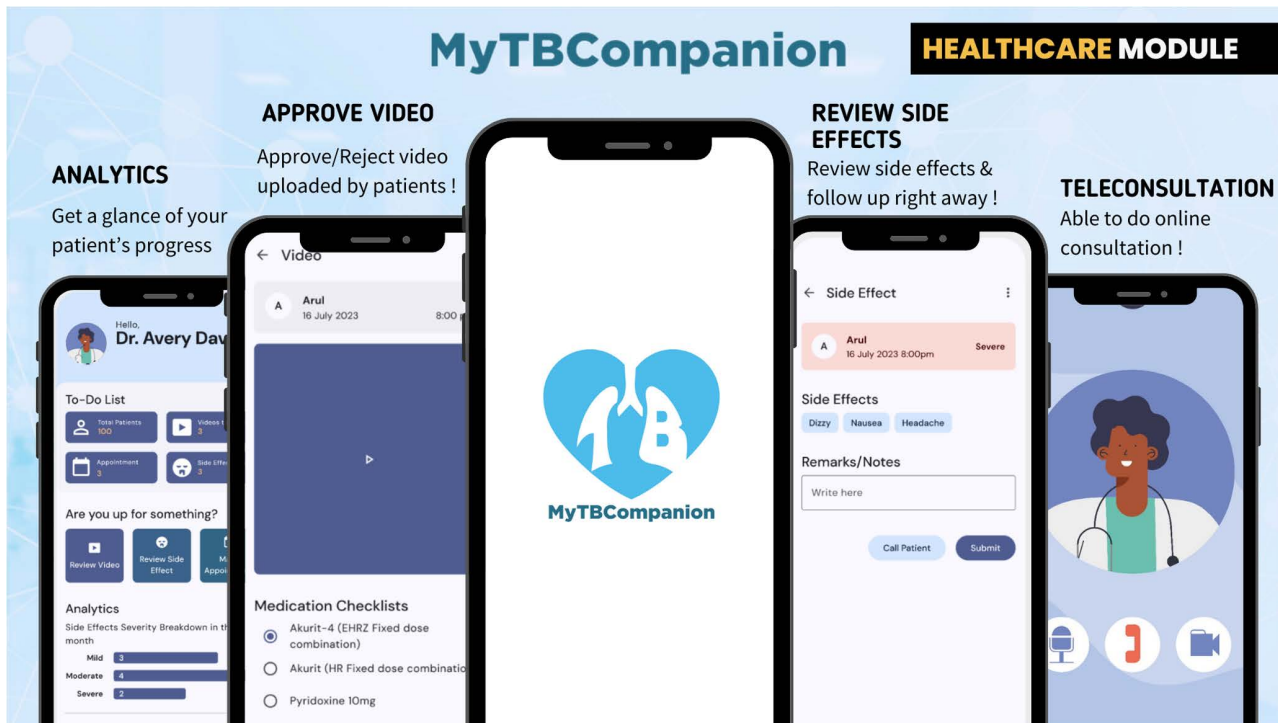 MyTBCompanion
HEALTHCARE MODULE
ANALYTICS
Get a glance of your
patient's progress
Hello,
Dr. Avery Dav
To-Do List
Total Patients
100
Videos t
3
Appointment
3
Side Effe
3
Are you up for something?
Review Video
Review Side
Effect
M
Appoi
Analytics
Side Effects Severity Breakdown in th
month
Mild 3
Moderate 4
Severe 2
APPROVE VIDEO
Approve/Reject video
uploaded by patients !
Video
A
Arul
16 July 2023
8:00
Medication Checklists
Akurit-4 (EHRZ Fixed dose
combination)
Akurit (HR Fixed dose combinatio
Pyridoxine 10mg
TB
MyTBCompanion
REVIEW SIDE
EFFECTS
Review side effects &
follow up right away !
Side Effect
A
Arul
16 July 2023 8:00pm
Severe
Side Effects
Dizzy Nausea Headache
Remarks/Notes
Write here
Call Patient Submit
TELECONSULTATION
Able to do online
consultation !